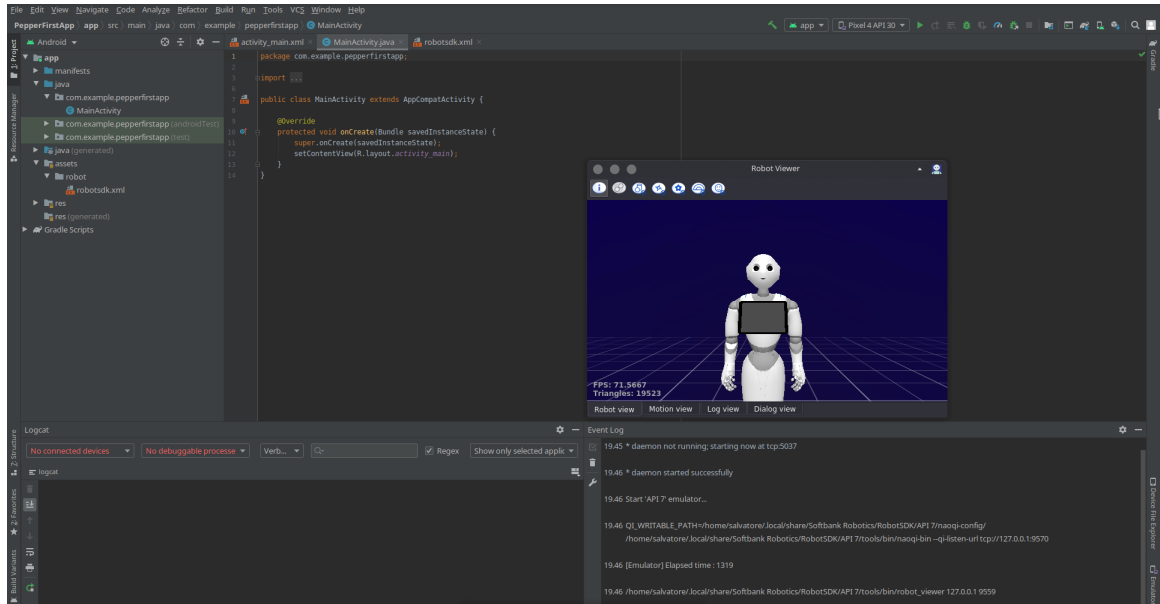 File Edit View Navigate Code Analyze Refactor Build Run Tools VCS Window Help
PepperFirstApp app src main java com example pepperfirstapp MainActivity
app Pixel 4 API 30
1: Project
Resource Manager
Android
app
manifests
java
com.example.pepperfirstapp
MainActivity
com.example.pepperfirstapp (androidTest)
com.example.pepperfirstapp (test)
java (generated)
assets
robot
robotsdk.xml
res
res (generated)
Gradle Scripts
activity_main.xml MainActivity.java robotsdk.xml
1 package com.example.pepperfirstapp;
2
3 import ...
6
7 public class MainActivity extends AppCompatActivity {
8
9 @Override
10 protected void onCreate(Bundle savedInstanceState) {
11 super.onCreate(savedInstanceState);
12 setContentView(R.layout.activity_main);
13 }
14 }
Gradle
Robot Viewer
FPS: 71.5667
Triangles: 19523
Robot view Motion view Log view Dialog view
Z: Structure
2: Favorites
Build Variants
Logcat
No connected devices No debuggable processe Verb... Regex Show only selected applic
logcat
Event Log
19.45 * daemon not running; starting now at tcp:5037
19.46 * daemon started successfully
19.46 Start 'API 7' emulator...
19.46 QI_WRITABLE_PATH=/home/salvatore/.local/share/Softbank Robotics/RobotSDK/API 7/naoqi-config/
/home/salvatore/.local/share/Softbank Robotics/RobotSDK/API 7/tools/bin/naoqi-bin --qi-listen-url tcp://127.0.0.1:9570
19.46 [Emulator] Elapsed time : 1319
19.46 /home/salvatore/.local/share/Softbank Robotics/RobotSDK/API 7/tools/bin/robot_viewer 127.0.0.1 9559
Device File Explorer
Emulator